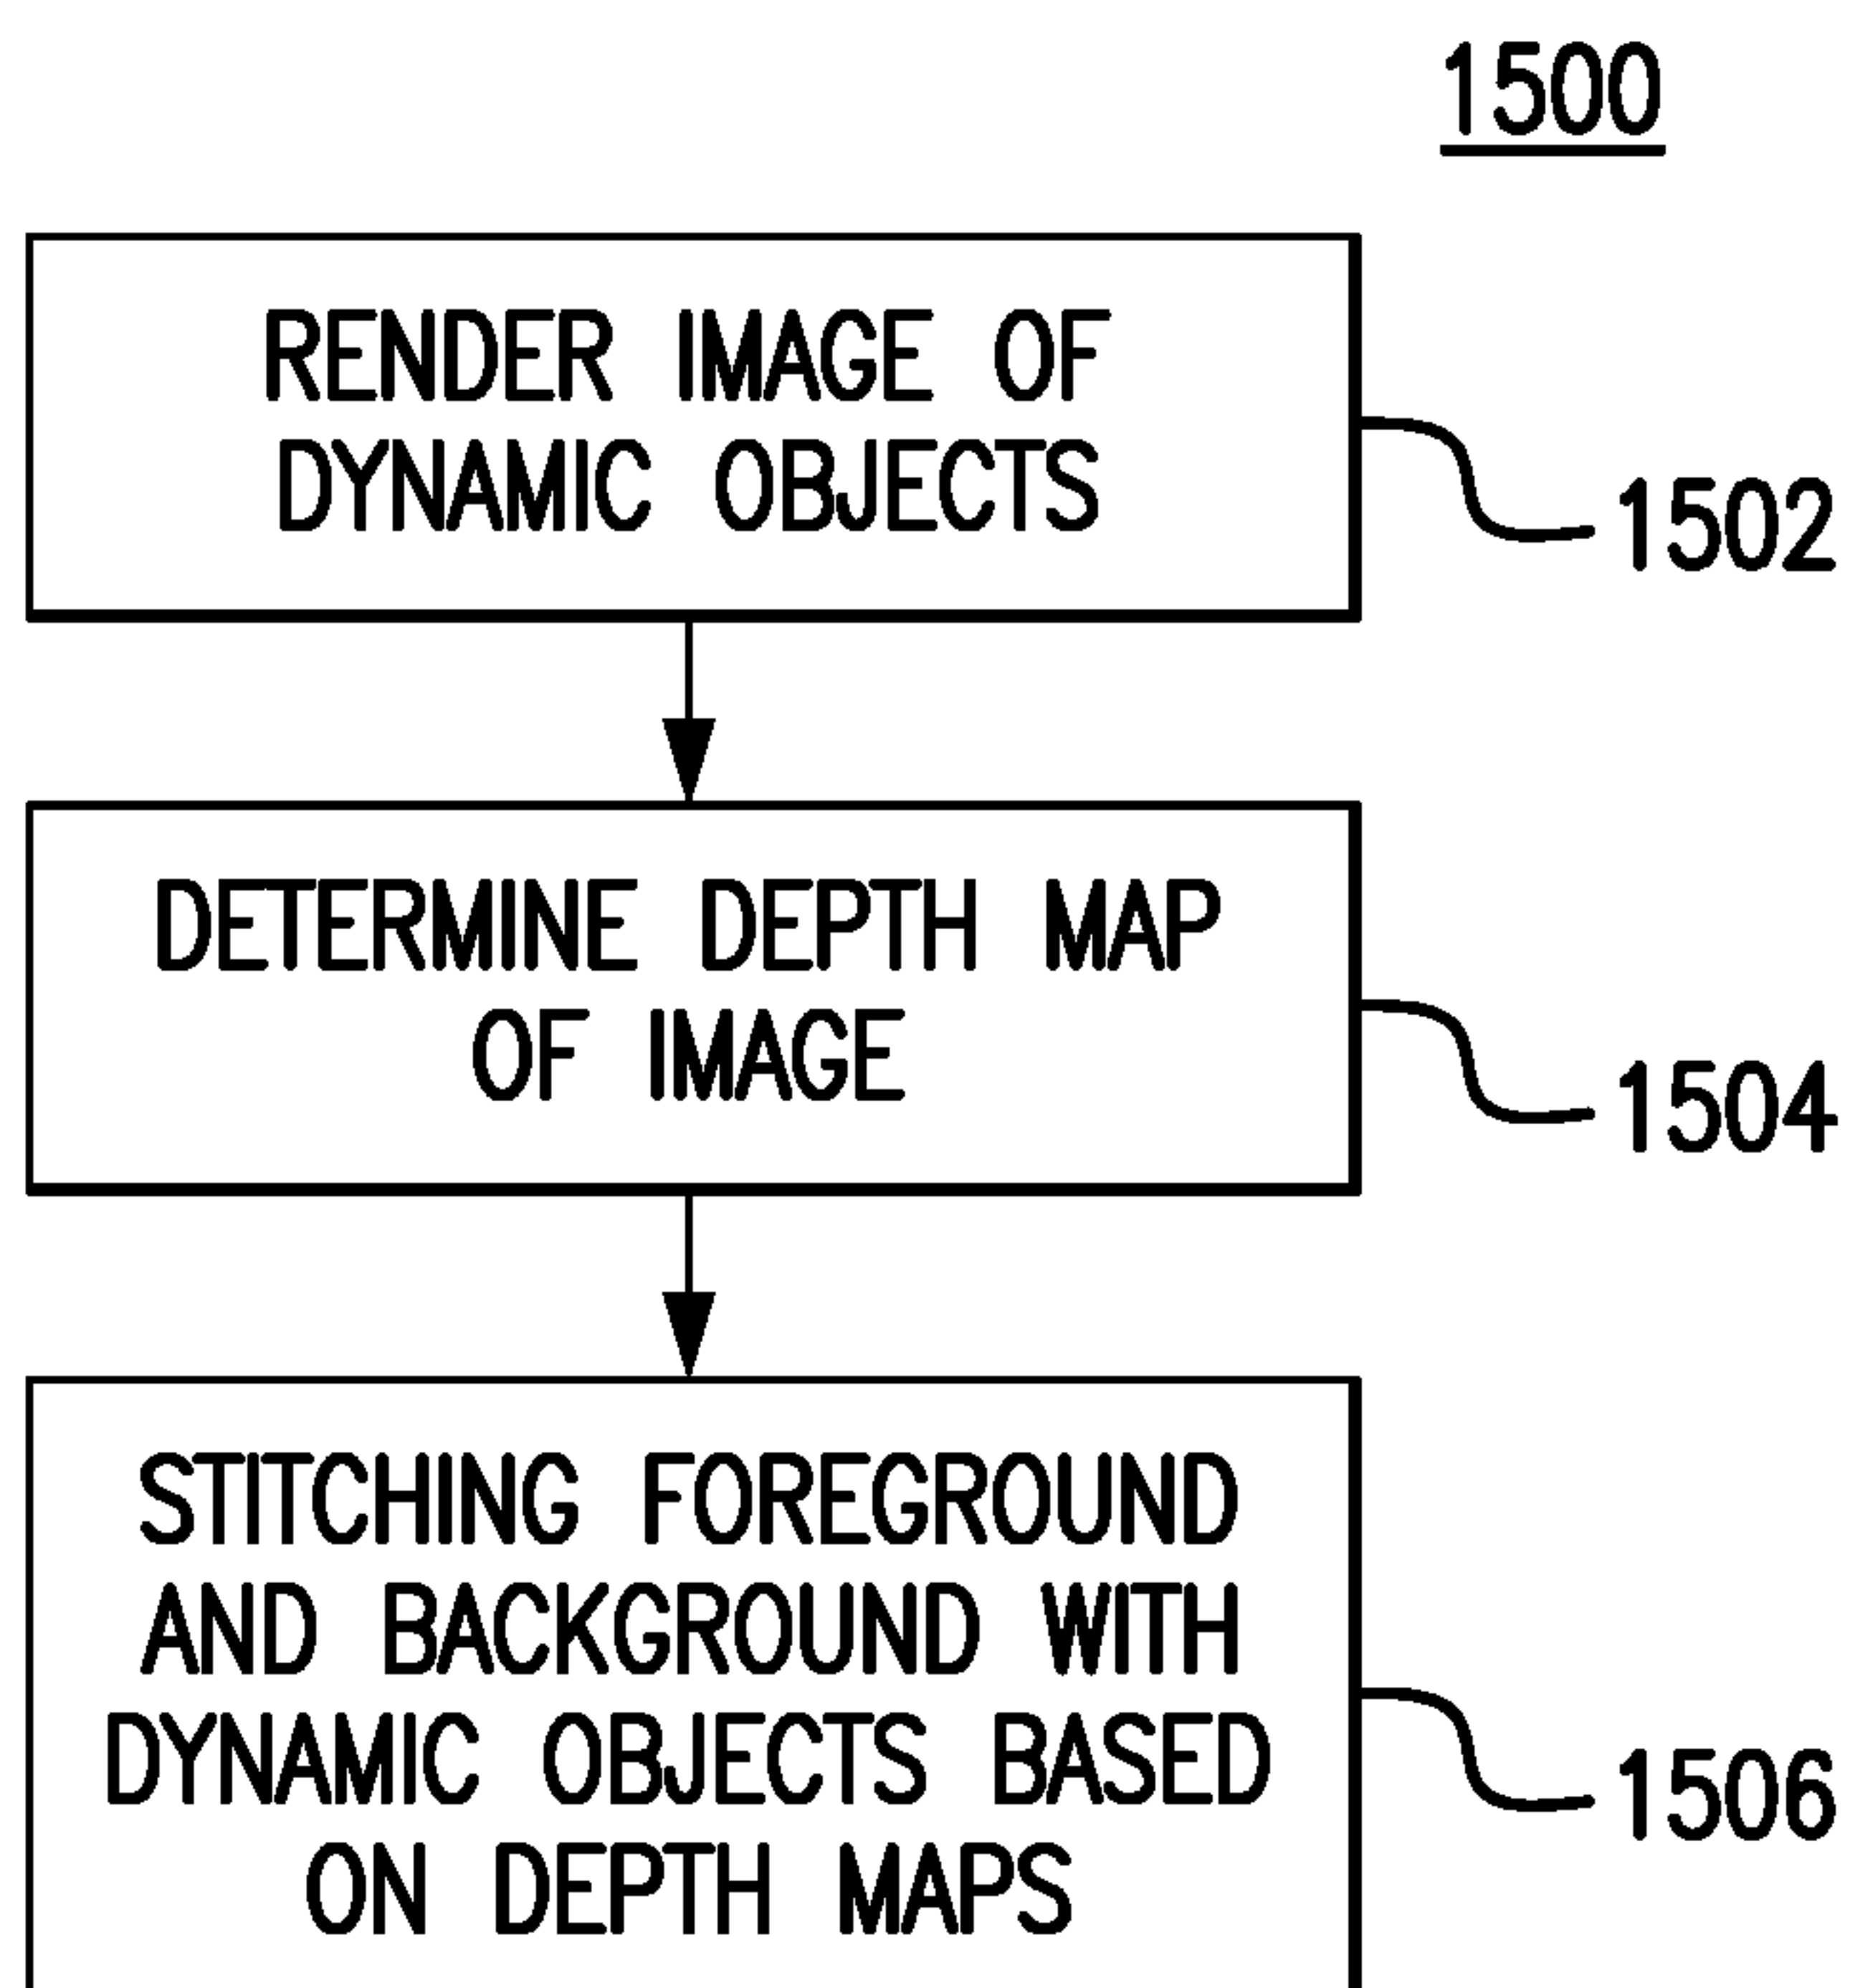 1500
RENDER IMAGE OF
DYNAMIC OBJECTS
1502
DETERMINE DEPTH MAP
OF IMAGE
1504
STITCHING FOREGROUND
AND BACKGROUND WITH
DYNAMIC OBJECTS BASED
ON DEPTH MAPS
1506